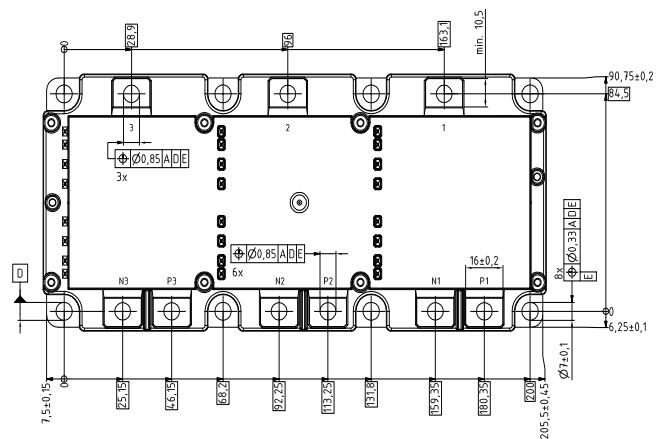 0
28,9
96
163,1
min. 10,5
90,75±0,2
84,5
3
2
1
⌖ Ø0,85 A D E
3x
⌖ Ø0,85 A D E
6x
8x
⌖ Ø0,33 A D E
E
D
16±0,2
N3
P3
N2
P2
N1
P1
0
6,25±0,1
Ø7±0,1
7,5±0,15
0
25,15
46,15
68,2
92,25
113,25
131,8
159,35
180,35
200
205,5±0,45